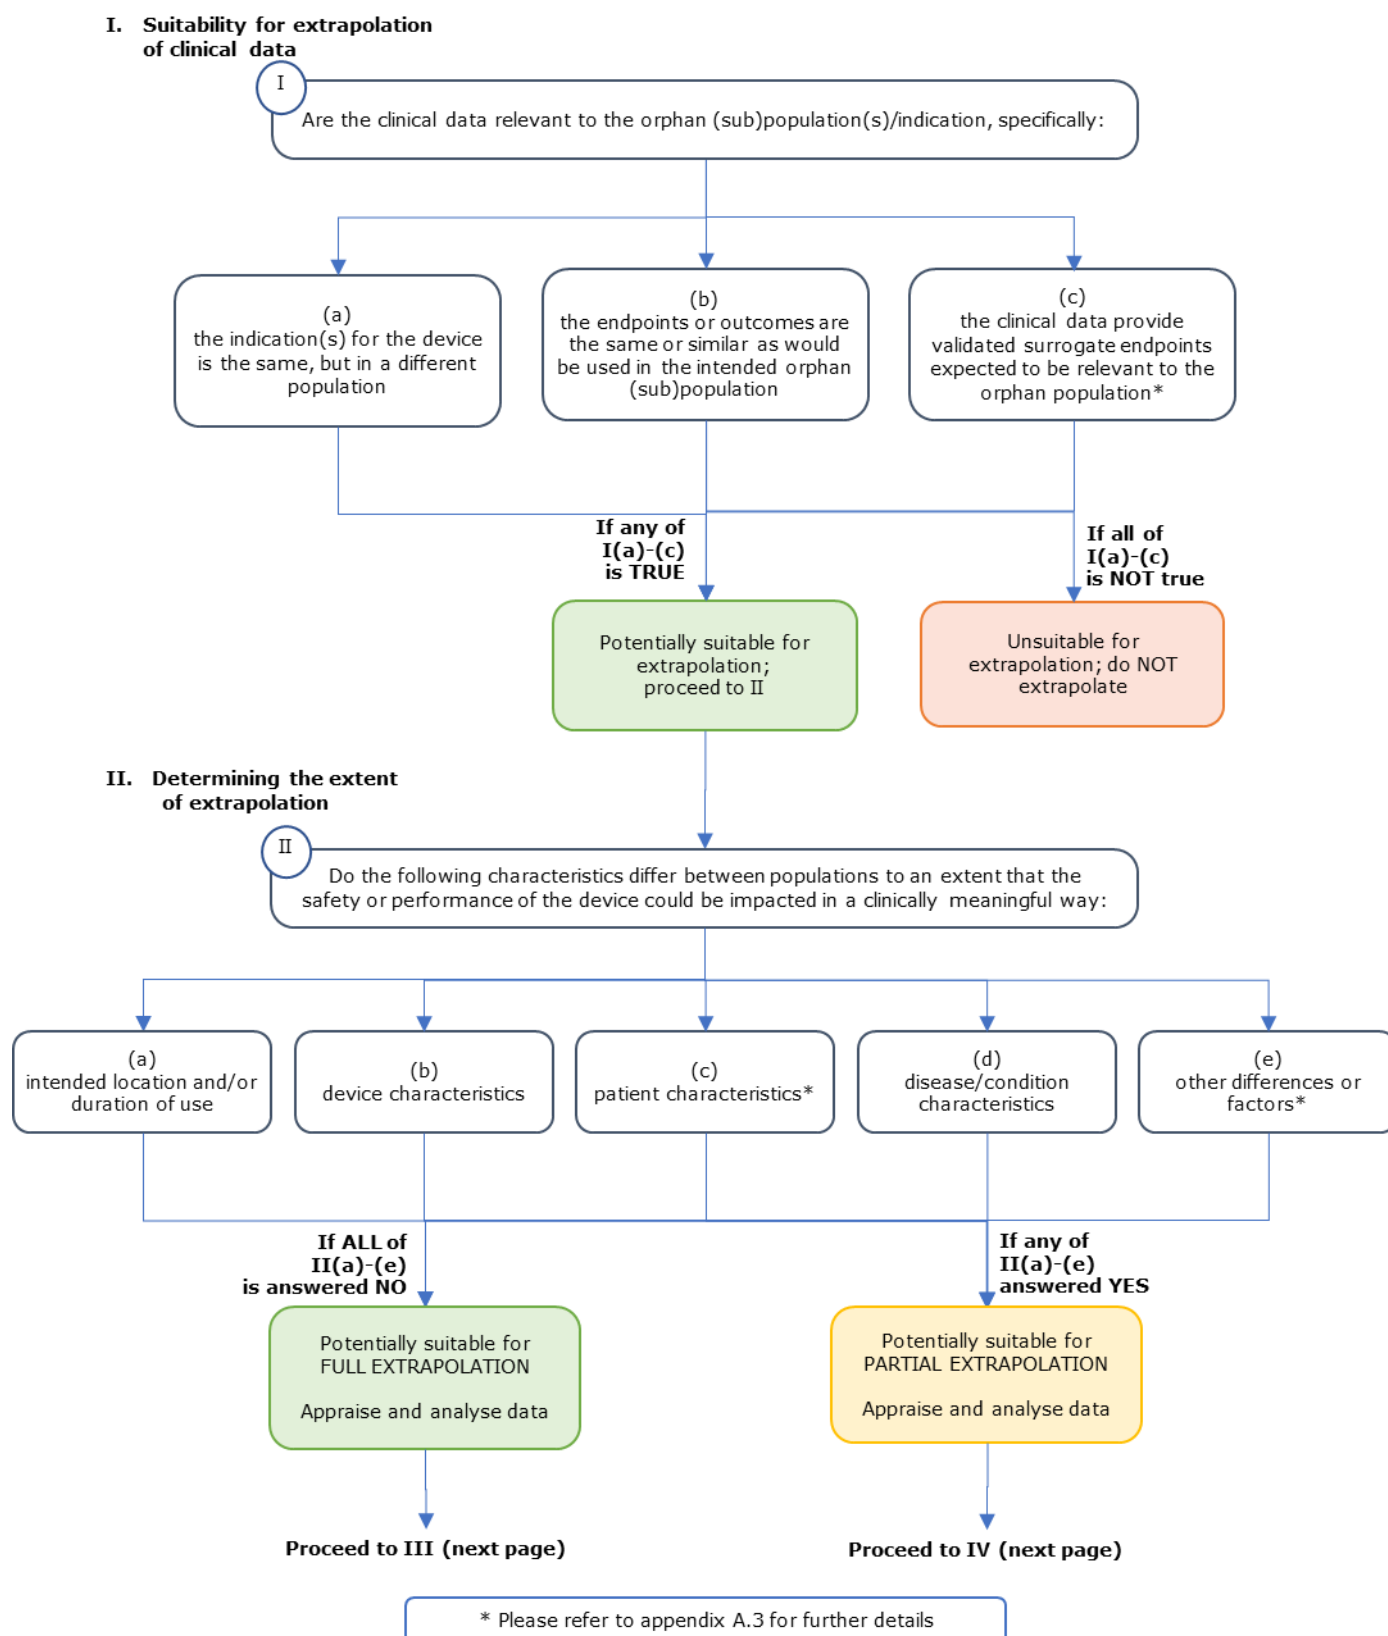 I. Suitability for extrapolation
of clinical data
I
Are the clinical data relevant to the orphan (sub)population(s)/indication, specifically:
(a)
the indication(s) for the device
is the same, but in a different
population
(b)
the endpoints or outcomes are
the same or similar as would
be used in the intended orphan
(sub)population
(c)
the clinical data provide
validated surrogate endpoints
expected to be relevant to the
orphan population*
If any of
I(a)-(c)
is TRUE
If all of
I(a)-(c)
is NOT true
Potentially suitable for
extrapolation;
proceed to II
Unsuitable for
extrapolation; do NOT
extrapolate
II. Determining the extent
of extrapolation
II
Do the following characteristics differ between populations to an extent that the
safety or performance of the device could be impacted in a clinically meaningful way:
(a)
intended location and/or
duration of use
(b)
device characteristics
(c)
patient characteristics*
(d)
disease/condition
characteristics
(e)
other differences or
factors*
If ALL of
II(a)-(e)
is answered NO
If any of
II(a)-(e)
answered YES
Potentially suitable for
FULL EXTRAPOLATION
Appraise and analyse data
Potentially suitable for
PARTIAL EXTRAPOLATION
Appraise and analyse data
Proceed to III (next page)
Proceed to IV (next page)
* Please refer to appendix A.3 for further details